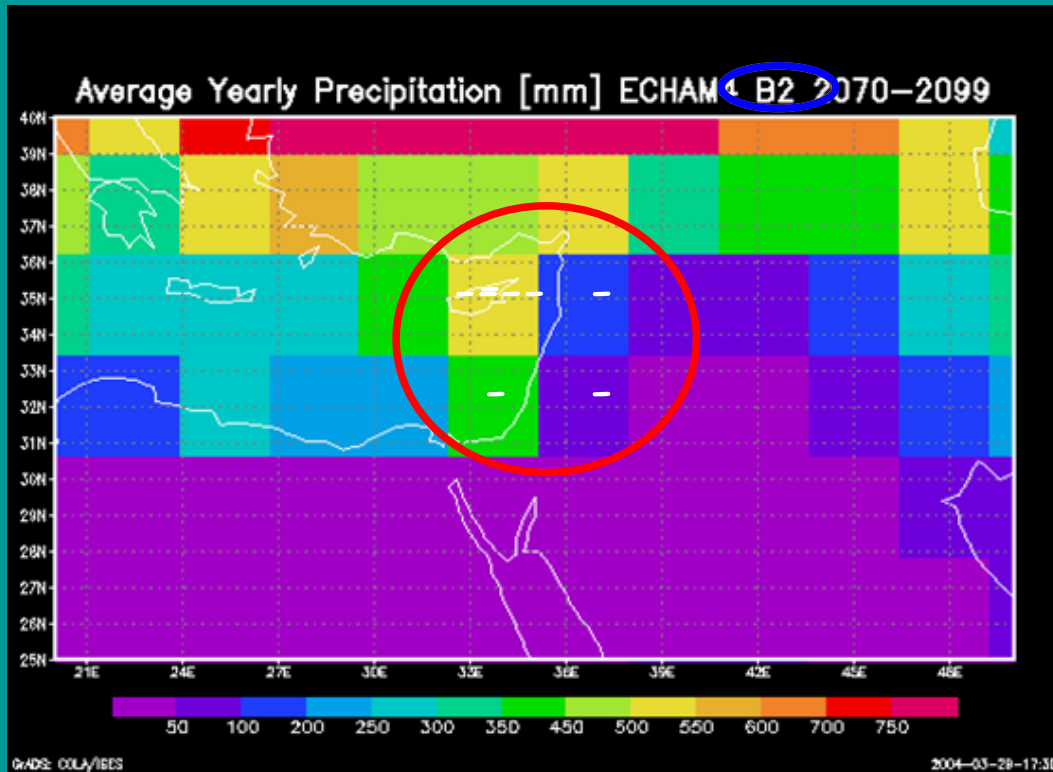 Average Yearly Precipitation [mm] ECHAM4 B2 2070-2099
40N
39N
38N
37N
36N
35N
34N
33N
32N
31N
30N
29N
28N
27N
26N
25N
21E 24E 27E 30E 33E 36E 39E 42E 45E 48E
50 100 200 250 300 350 450 500 550 600 700 750
GrADS: COLA/IGES
2004-03-29-17:38